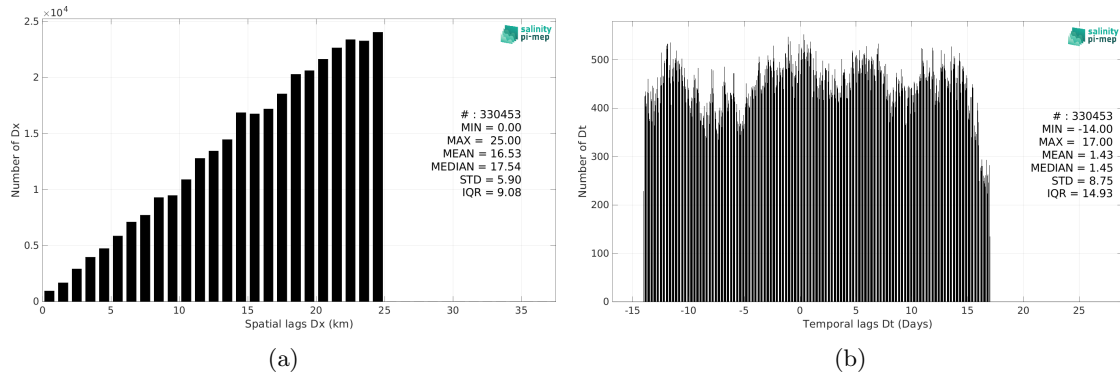 ×10⁴
2.5
2
1.5
1
0.5
0
0
5
10
15
20
25
30
35
Number of Dx
Spatial lags Dx (km)
salinity
pi-mep
# : 330453
MIN = 0.00
MAX = 25.00
MEAN = 16.53
MEDIAN = 17.54
STD = 5.90
IQR = 9.08
(a)
500
400
300
200
100
0
-15
-10
-5
0
5
10
15
20
25
Number of Dt
Temporal lags Dt (Days)
salinity
pi-mep
# : 330453
MIN = -14.00
MAX = 17.00
MEAN = 1.43
MEDIAN = 1.45
STD = 8.75
IQR = 14.93
(b)